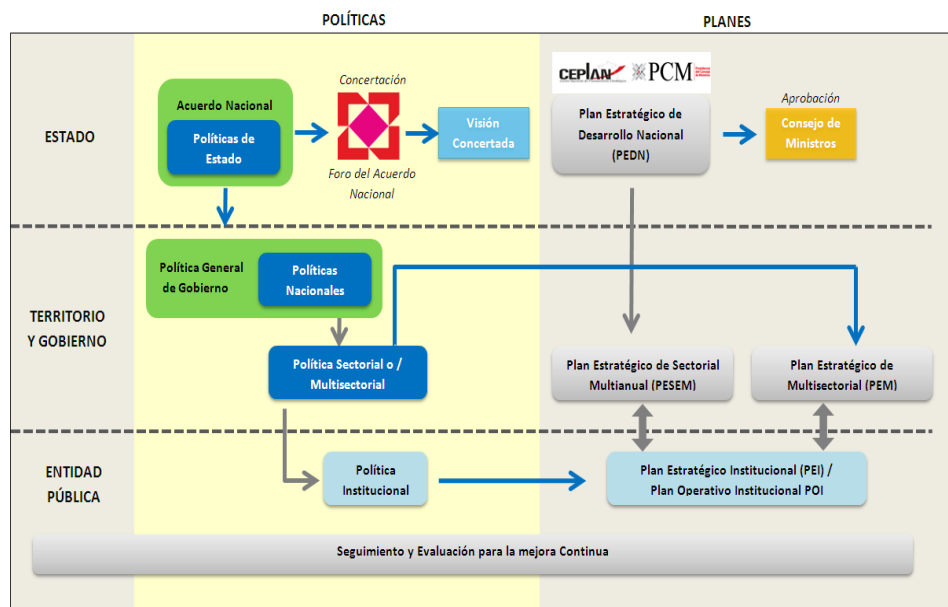 POLÍTICAS
PLANES
ESTADO
Acuerdo Nacional
Políticas de
Estado
Concertación
Foro del Acuerdo
Nacional
Visión
Concertada
CEPLAN
PCM
Plan Estratégico de
Desarrollo Nacional
(PEDN)
Aprobación
Consejo de
Ministros
TERRITORIO
Y GOBIERNO
Política General
de Gobierno
Políticas
Nacionales
Política Sectorial o /
Multisectorial
Plan Estratégico de Sectorial
Multianual (PESEM)
Plan Estratégico de
Multisectorial (PEM)
ENTIDAD
PÚBLICA
Política
Institucional
Plan Estratégico Institucional (PEI) /
Plan Operativo Institucional POI
Seguimiento y Evaluación para la mejora Continua